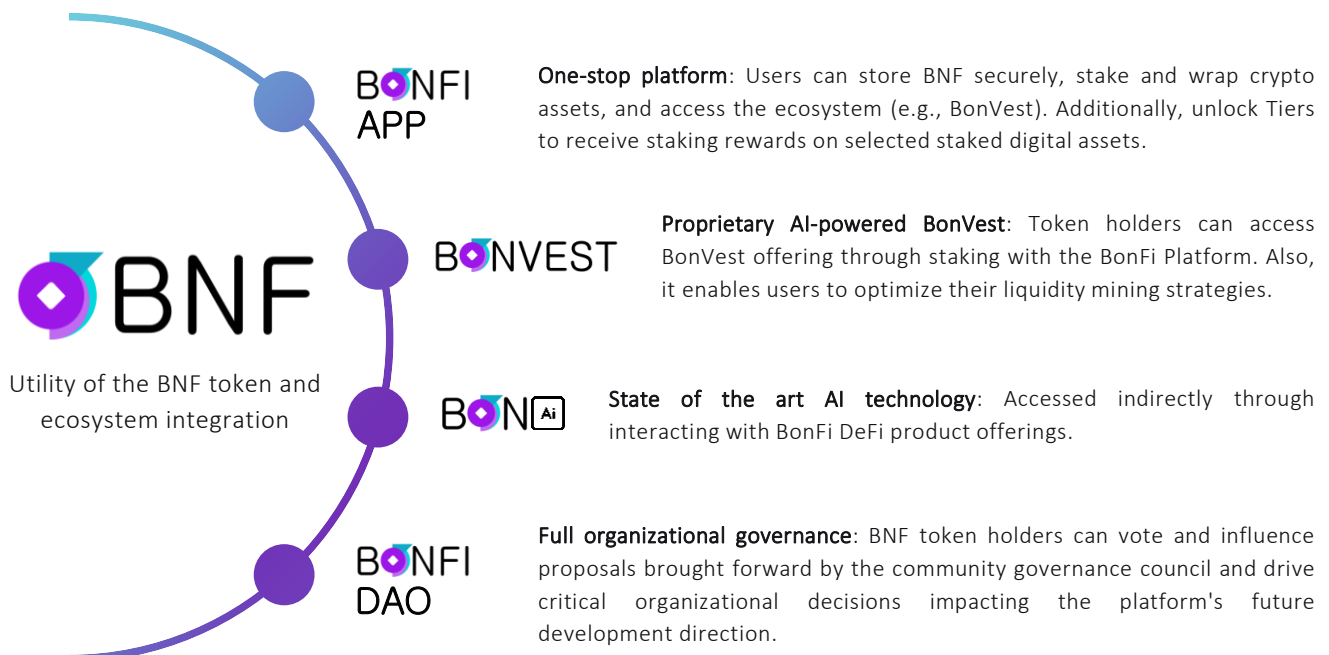 BONFI
APP
One-stop platform: Users can store BNF securely, stake and wrap crypto
assets, and access the ecosystem (e.g., BonVest). Additionally, unlock Tiers
to receive staking rewards on selected staked digital assets.
BONVEST
Proprietary AI-powered BonVest: Token holders can access
BonVest offering through staking with the BonFi Platform. Also,
it enables users to optimize their liquidity mining strategies.
BNF
Utility of the BNF token and
ecosystem integration
BON Ai
State of the art AI technology: Accessed indirectly through
interacting with BonFi DeFi product offerings.
BONFI
DAO
Full organizational governance: BNF token holders can vote and influence
proposals brought forward by the community governance council and drive
critical organizational decisions impacting the platform's future
development direction.